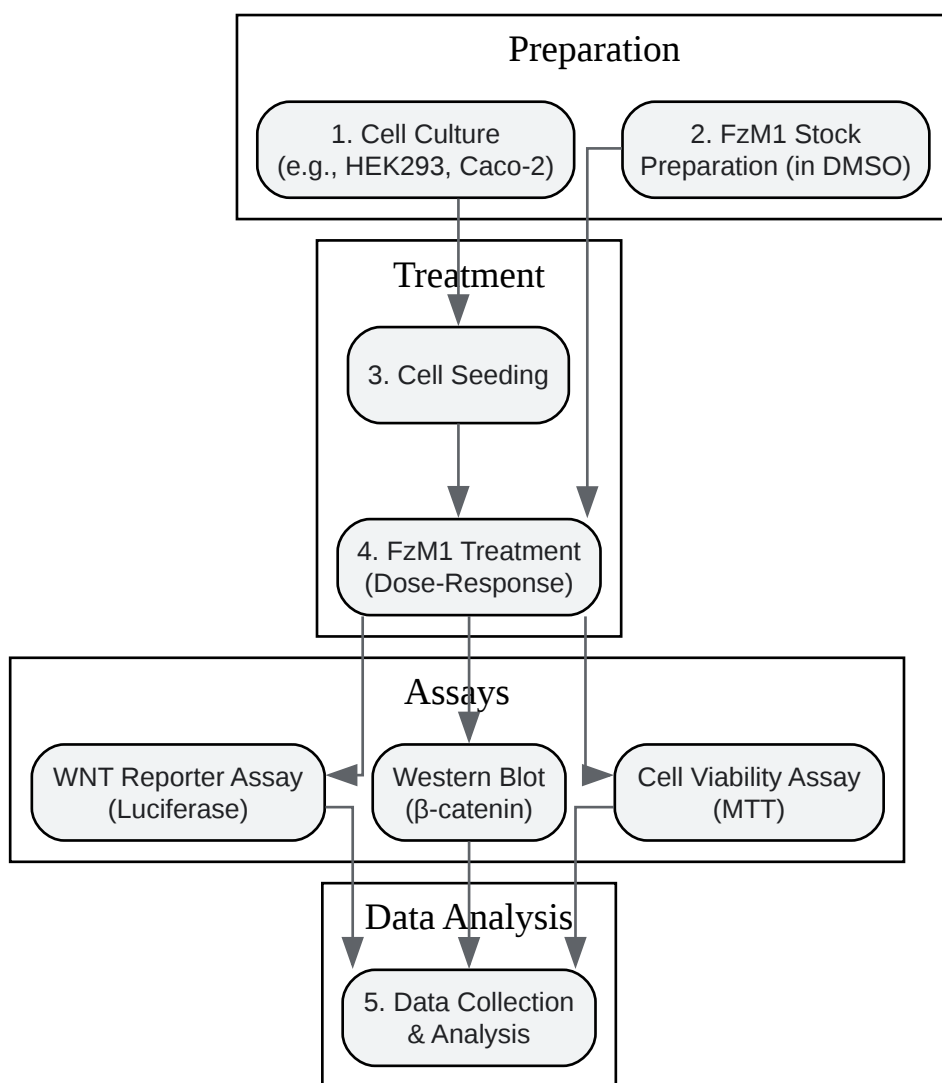 Preparation
1. Cell Culture
(e.g., HEK293, Caco-2)
2. FzM1 Stock
Preparation (in DMSO)
Treatment
3. Cell Seeding
4. FzM1 Treatment
(Dose-Response)
Assays
WNT Reporter Assay
(Luciferase)
Western Blot
(β-catenin)
Cell Viability Assay
(MTT)
Data Analysis
5. Data Collection
& Analysis